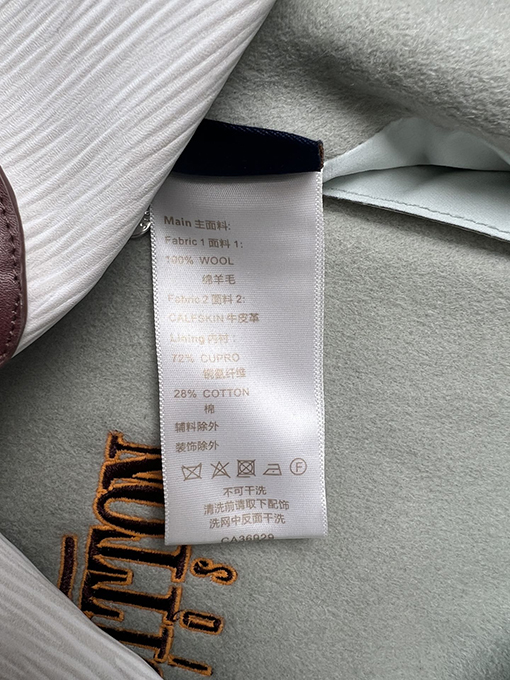 Main 主面料:
Fabric 1 面料 1:
100% WOOL
绵羊毛
Fabric 2 面料 2:
CALFSKIN 牛皮革
Lining 内衬:
72% CUPRO
铜氨纤维
28% COTTON
棉
辅料除外
装饰除外
F
不可干洗
清洗前请取下配饰
洗网中反面干洗
CA36929